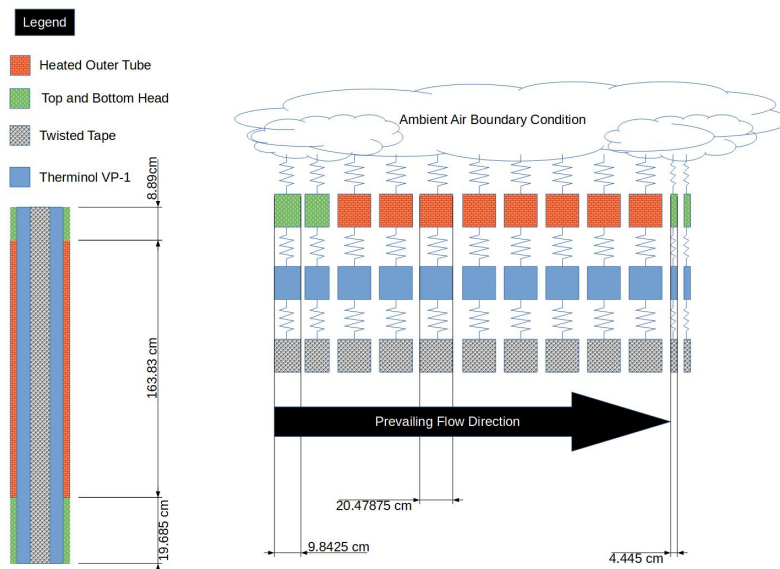 Legend
Heated Outer Tube
Top and Bottom Head
Twisted Tape
Therminol VP-1
8.89cm
163.83 cm
19.685 cm
Ambient Air Boundary Condition
Prevailing Flow Direction
20.47875 cm
9.8425 cm
4.445 cm